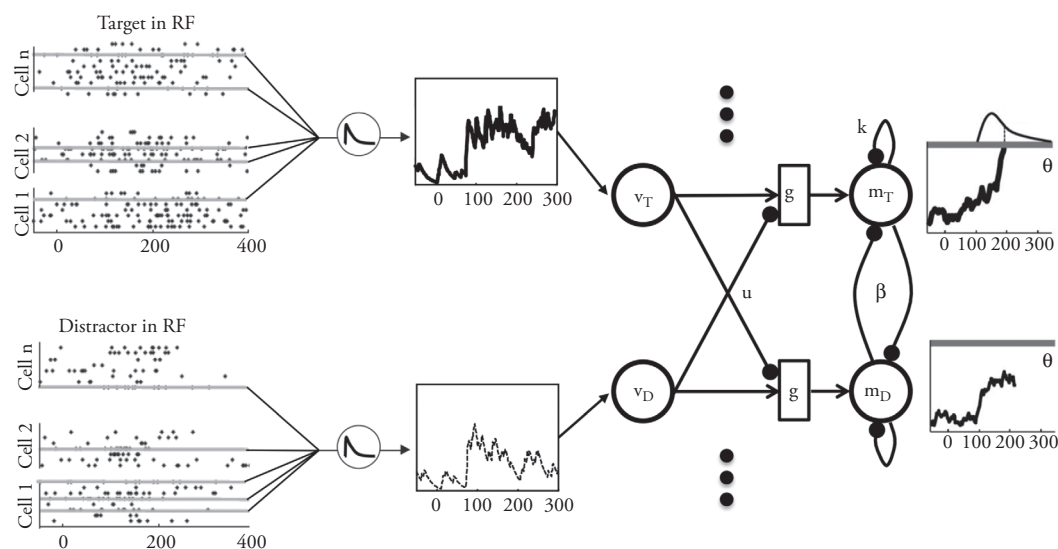 Target in RF
Cell n
Cell 2
Cell 1
0 200 400
0 100 200 300
Distractor in RF
Cell n
Cell 2
Cell 1
0 200 400
0 100 200 300
v_T
v_D
u
g
g
k
m_T
β
m_D
θ
0 100 200 300
θ
0 100 200 300